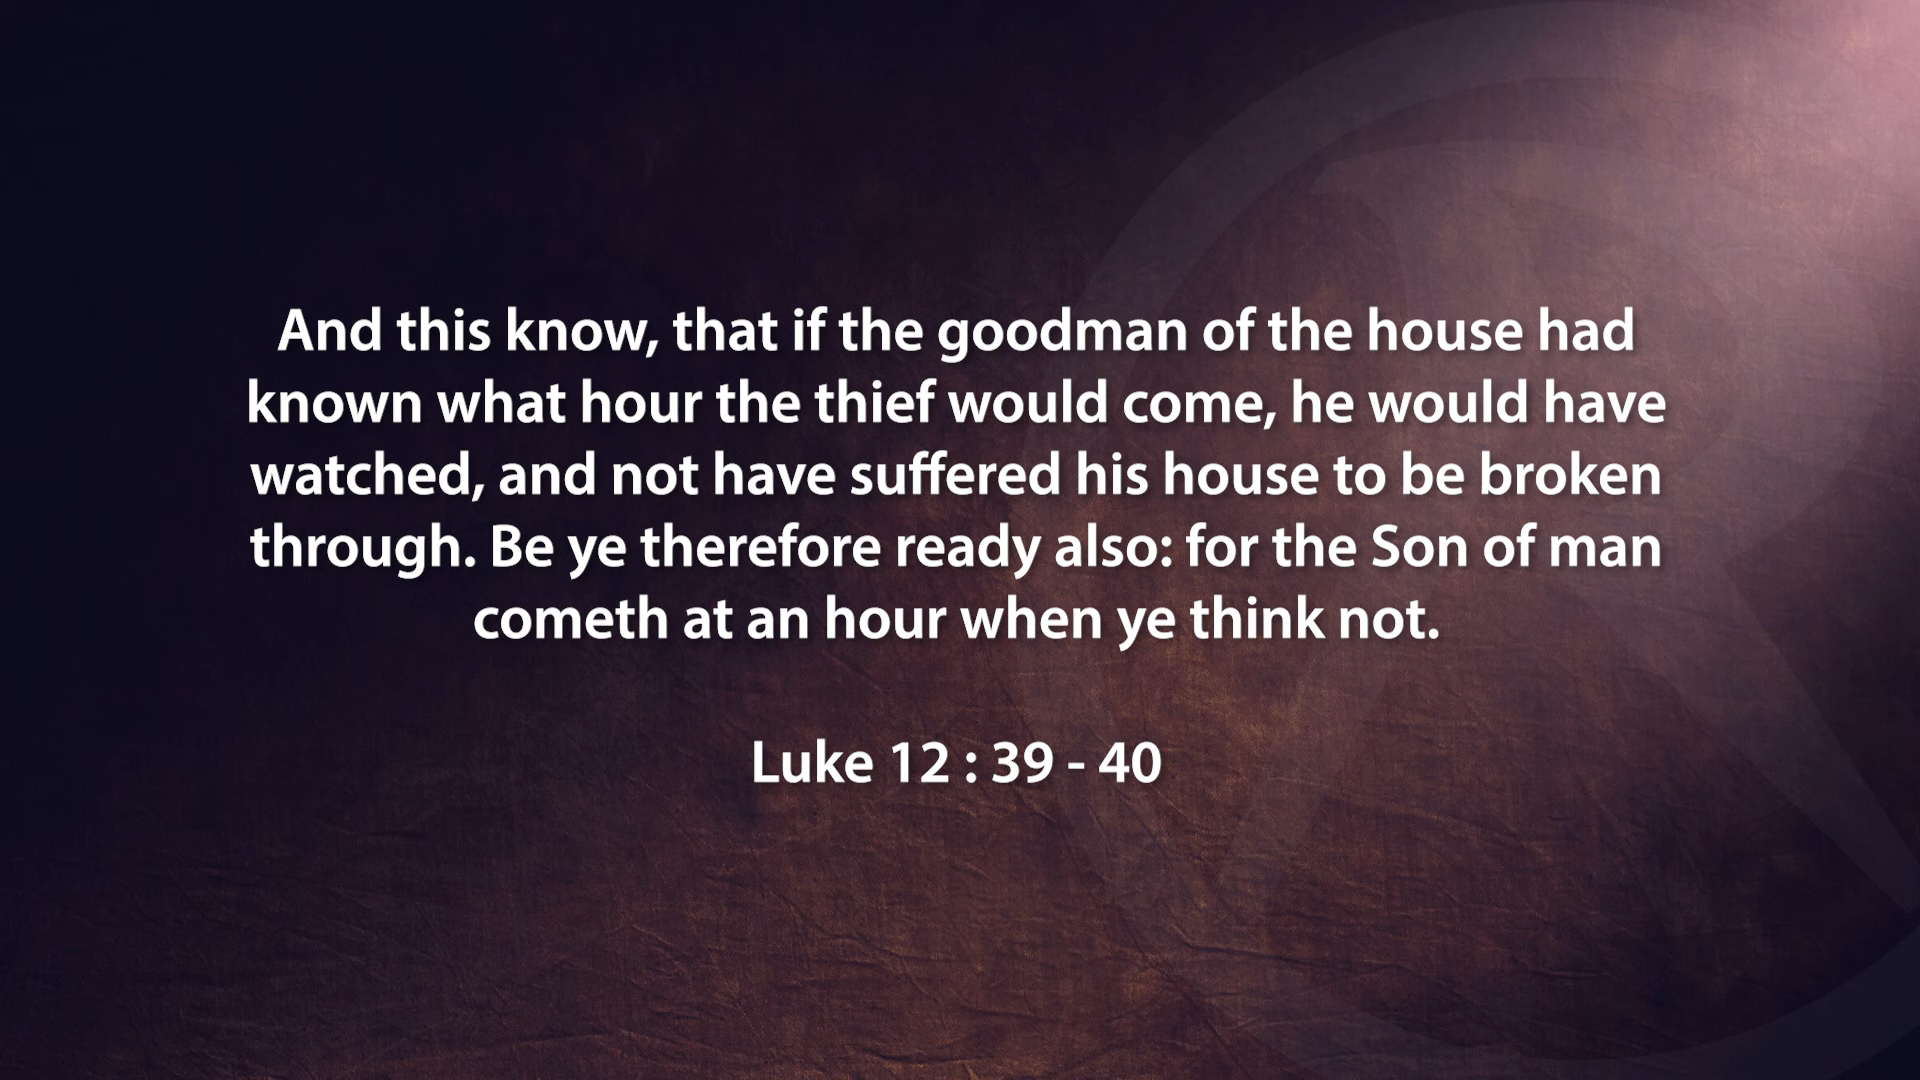 And this know, that if the goodman of the house had
known what hour the thief would come, he would have
watched, and not have suffered his house to be broken
through. Be ye therefore ready also: for the Son of man
cometh at an hour when ye think not.
Luke 12 : 39 - 40